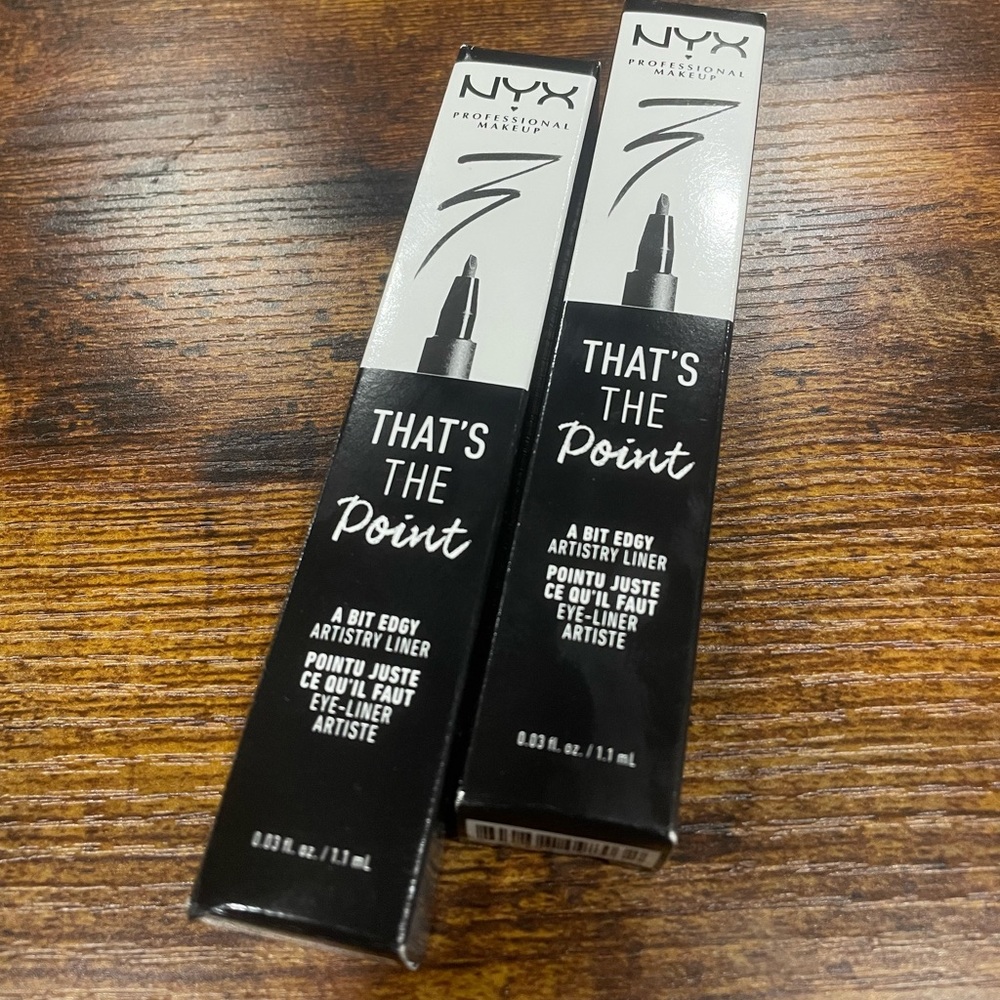 NYX
PROFESSIONAL
MAKEUP
THAT'S
THE
Point
A BIT EDGY
ARTISTRY LINER
POINTU JUSTE
CE QU'IL FAUT
EYE-LINER
ARTISTE
0.03 fl. oz. / 1.1 mL
NYX
PROFESSIONAL
MAKEUP
THAT'S
THE
Point
A BIT EDGY
ARTISTRY LINER
POINTU JUSTE
CE QU'IL FAUT
EYE-LINER
ARTISTE
0.03 fl. oz. / 1.1 mL